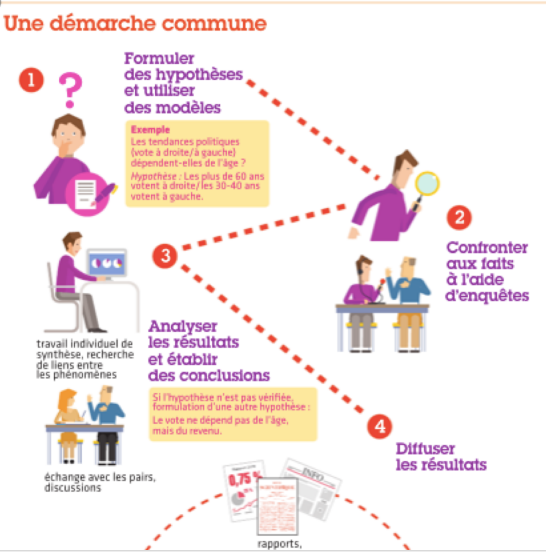 Une démarche commune
1
?
Formuler
des hypothèses
et utiliser
des modèles
Exemple
Les tendances politiques
(vote à droite/à gauche)
dépendent-elles de l'âge ?
Hypothèse : Les plus de 60 ans
votent à droite/les 30-40 ans
votent à gauche.
2
Confronter
aux faits
à l'aide
d'enquêtes
3
travail individuel de
synthèse, recherche
de liens entre
les phénomènes
Analyser
les résultats
et établir
des conclusions
Si l'hypothèse n'est pas vérifiée,
formulation d'une autre hypothèse :
Le vote ne dépend pas de l'âge,
mais du revenu.
échange avec les pairs,
discussions
4
Diffuser
les résultats
0,75
INFO
rapports,